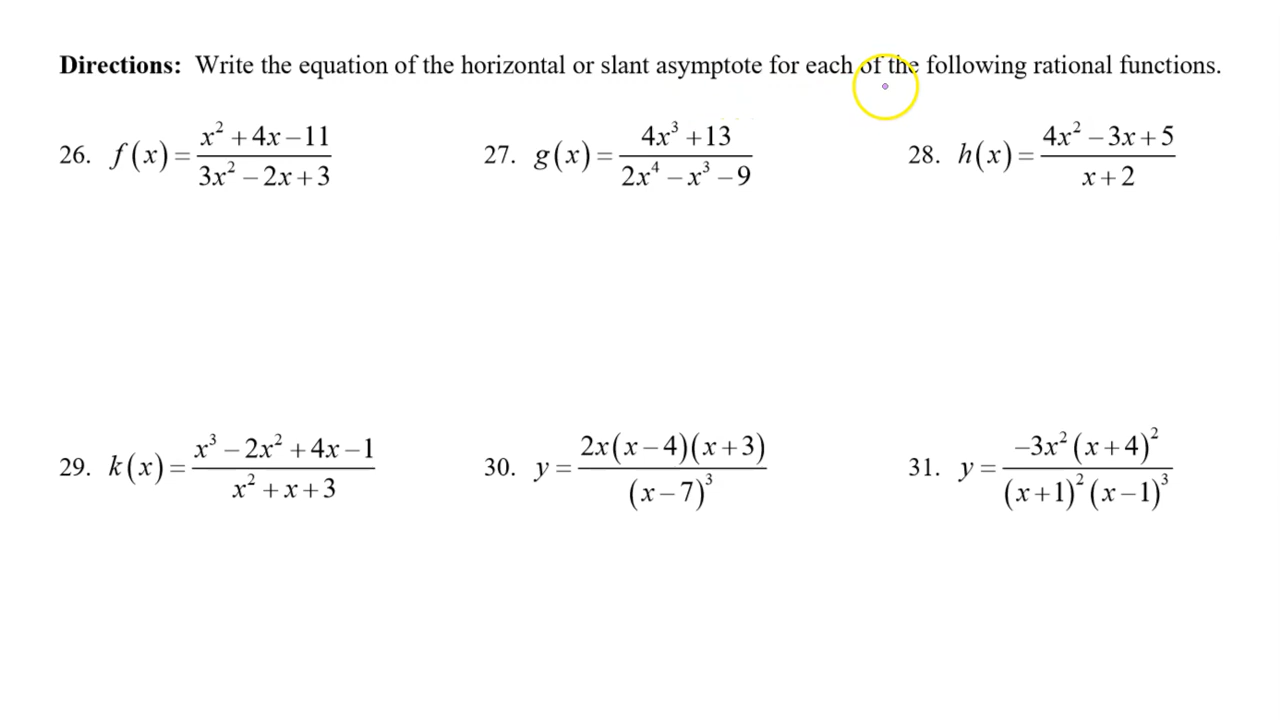 Directions: Write the equation of the horizontal or slant asymptote for each of the following rational functions.
26. f(x) = (x² + 4x − 11)/(3x² − 2x + 3)
27. g(x) = (4x³ + 13)/(2x⁴ − x³ − 9)
28. h(x) = (4x² − 3x + 5)/(x + 2)
29. k(x) = (x³ − 2x² + 4x − 1)/(x² + x + 3)
30. y = (2x(x − 4)(x + 3))/((x − 7)³)
31. y = (−3x²(x + 4)²)/((x + 1)²(x − 1)³)